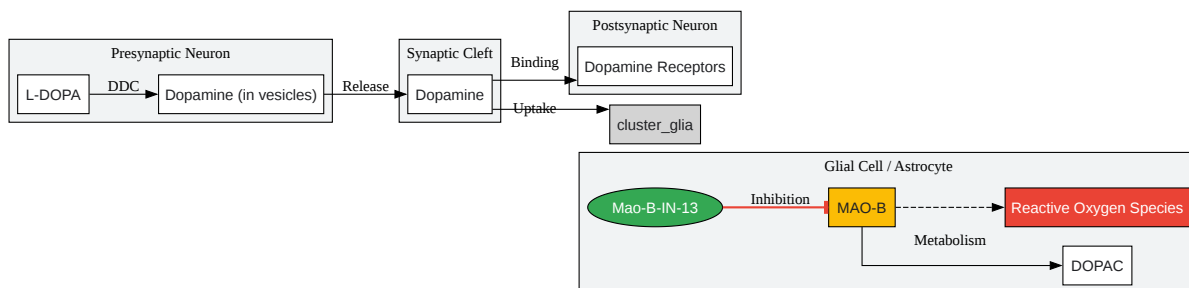 Presynaptic Neuron
L-DOPA
DDC
Dopamine (in vesicles)
Release
Synaptic Cleft
Dopamine
Binding
Uptake
Postsynaptic Neuron
Dopamine Receptors
cluster_glia
Glial Cell / Astrocyte
Mao-B-IN-13
Inhibition
MAO-B
Reactive Oxygen Species
Metabolism
DOPAC